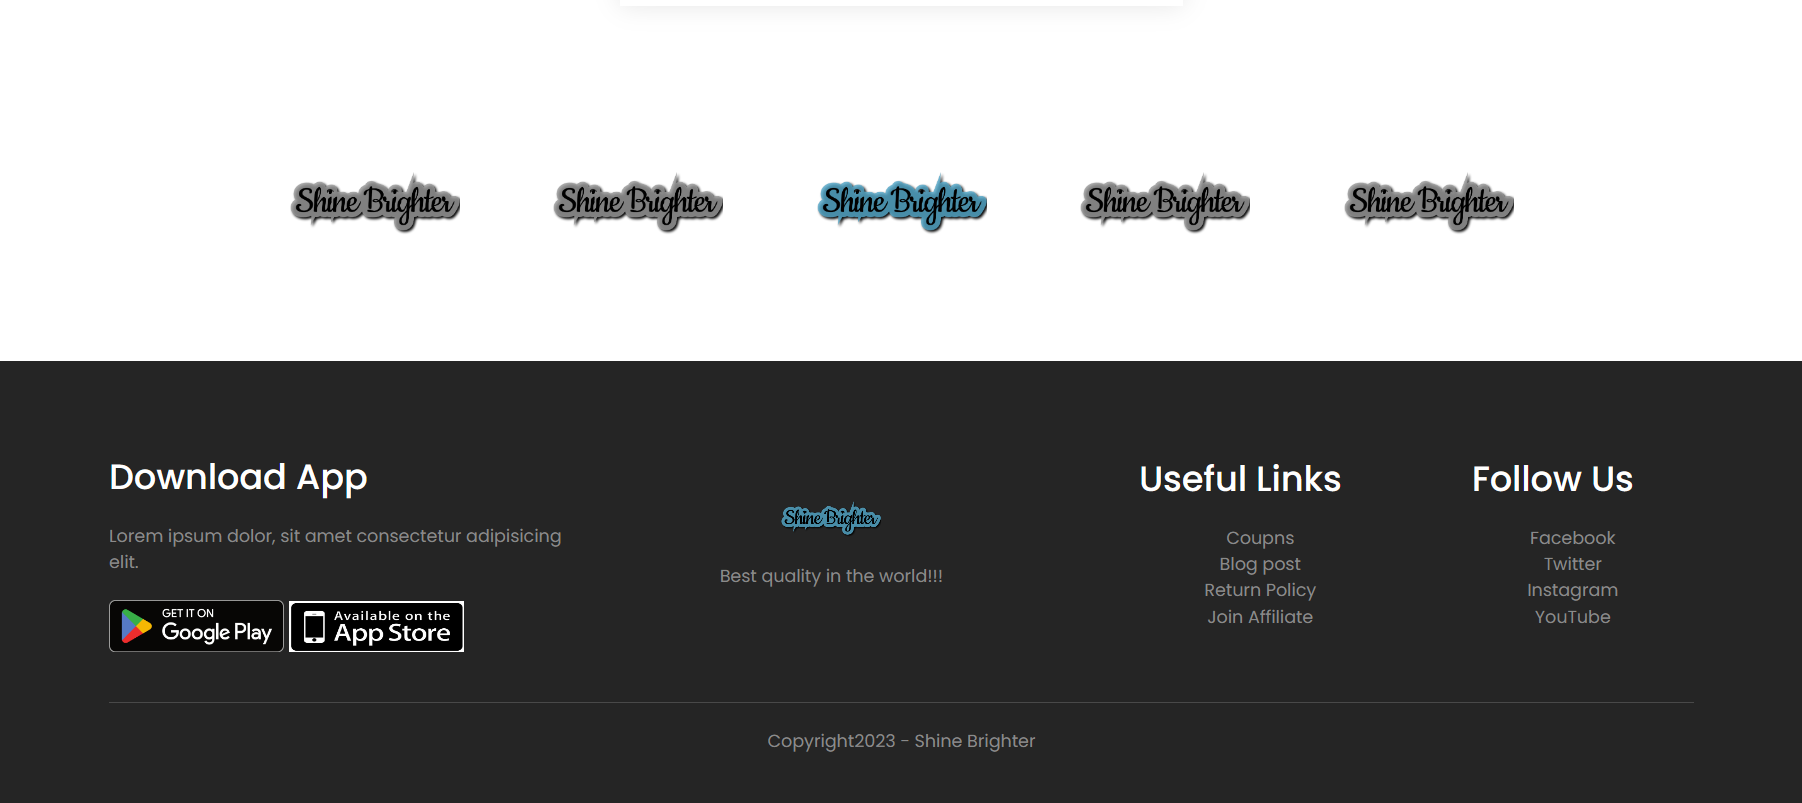 Shine Brighter
Shine Brighter
Shine Brighter
Shine Brighter
Shine Brighter
Download App
Lorem ipsum dolor, sit amet consectetur adipisicing
elit.
GET IT ON
Google Play
Available on the
App Store
Shine Brighter
Best quality in the world!!!
Useful Links
Coupns
Blog post
Return Policy
Join Affiliate
Follow Us
Facebook
Twitter
Instagram
YouTube
Copyright2023 - Shine Brighter